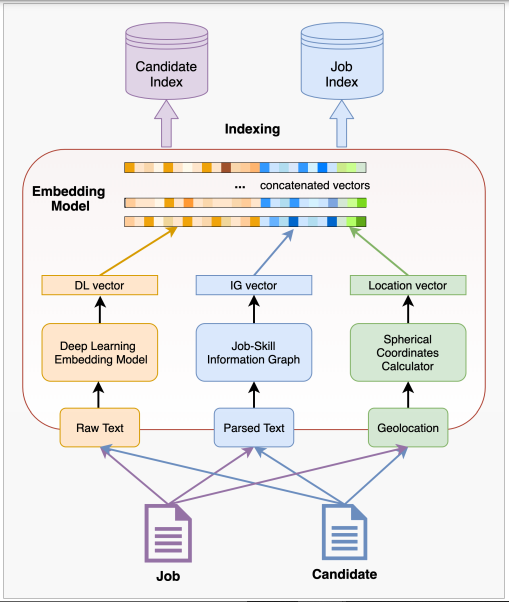 Candidate
Index
Job
Index
Indexing
Embedding
Model
... concatenated vectors
DL vector
IG vector
Location vector
Deep Learning
Embedding Model
Job-Skill
Information Graph
Spherical
Coordinates
Calculator
Raw Text
Parsed Text
Geolocation
Job
Candidate